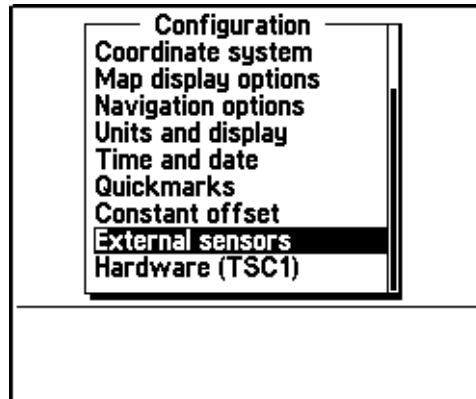 Configuration
Coordinate system
Map display options
Navigation options
Units and display
Time and date
Quickmarks
Constant offset
External sensors
Hardware (TSC1)